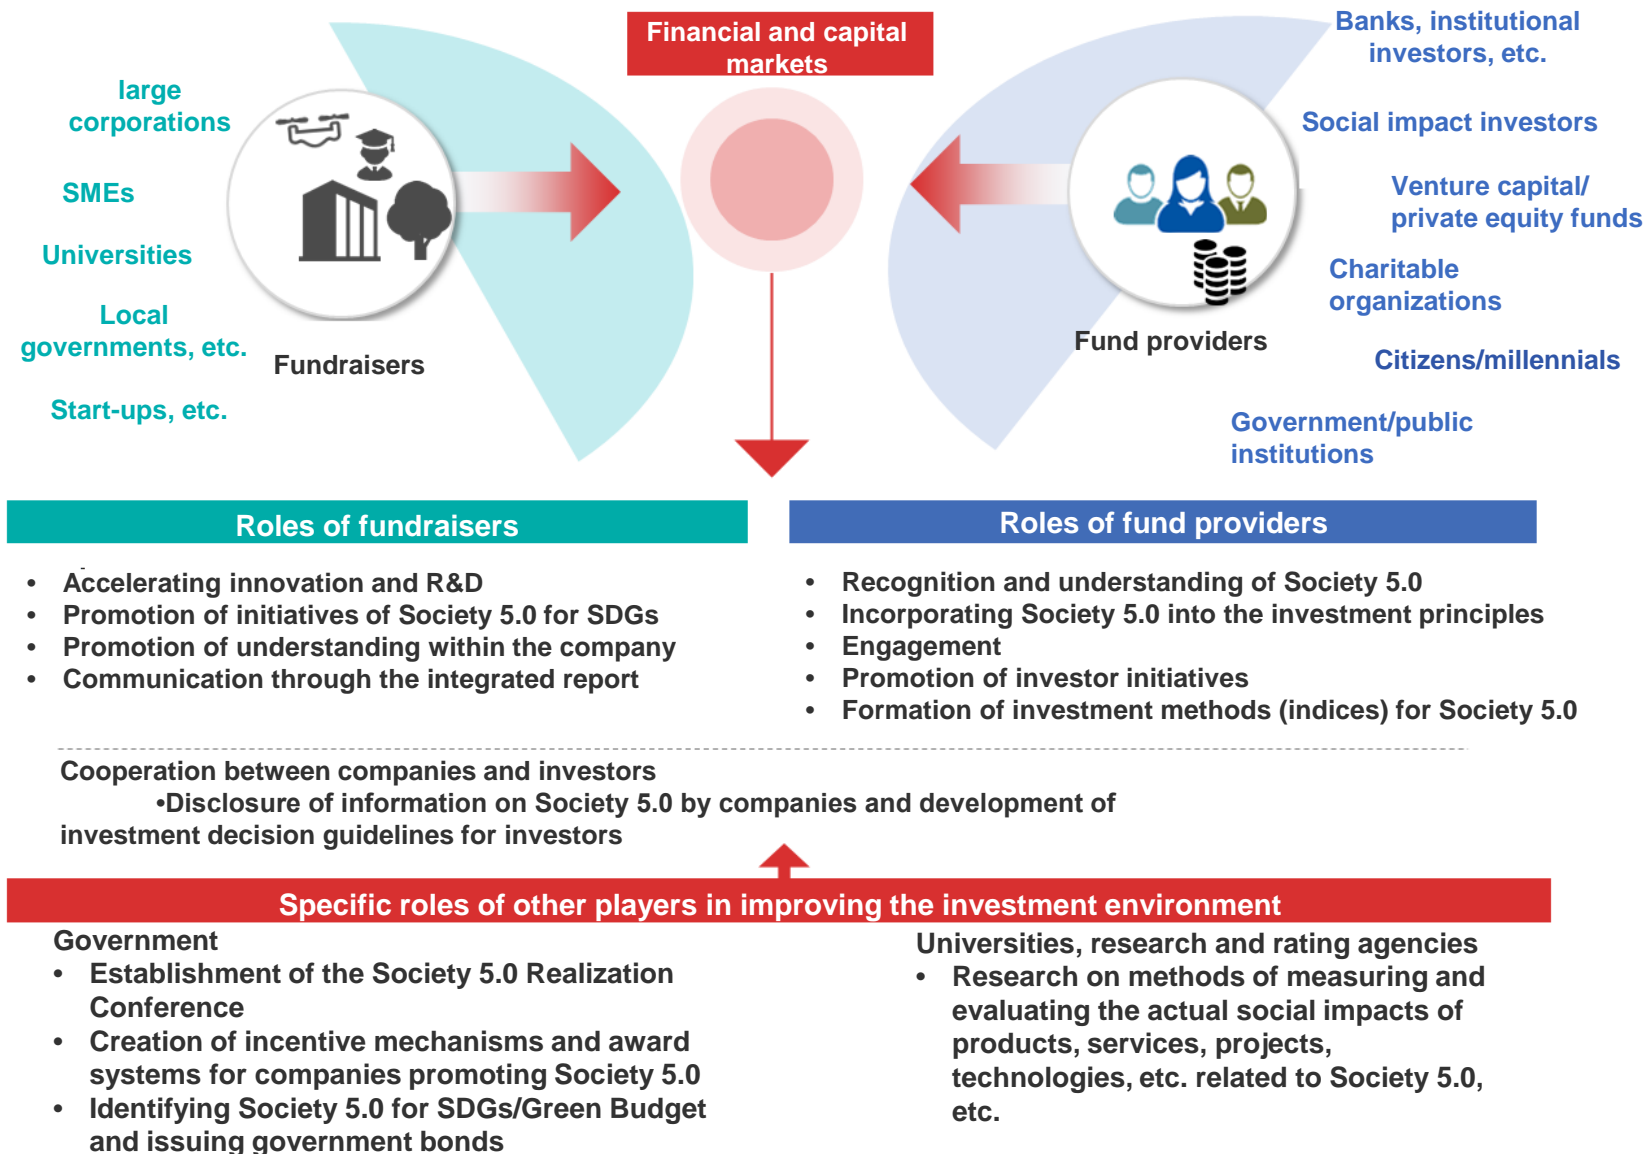 Financial and capital
markets
large
corporations
SMEs
Universities
Local
governments, etc.
Start-ups, etc.
Fundraisers
Banks, institutional
investors, etc.
Social impact investors
Venture capital/
private equity funds
Charitable
organizations
Citizens/millennials
Government/public
institutions
Fund providers
Roles of fundraisers
• Accelerating innovation and R&D
• Promotion of initiatives of Society 5.0 for SDGs
• Promotion of understanding within the company
• Communication through the integrated report
Roles of fund providers
• Recognition and understanding of Society 5.0
• Incorporating Society 5.0 into the investment principles
• Engagement
• Promotion of investor initiatives
• Formation of investment methods (indices) for Society 5.0
Cooperation between companies and investors
•Disclosure of information on Society 5.0 by companies and development of
investment decision guidelines for investors
Specific roles of other players in improving the investment environment
Government
• Establishment of the Society 5.0 Realization
Conference
• Creation of incentive mechanisms and award
systems for companies promoting Society 5.0
• Identifying Society 5.0 for SDGs/Green Budget
and issuing government bonds
Universities, research and rating agencies
• Research on methods of measuring and
evaluating the actual social impacts of
products, services, projects,
technologies, etc. related to Society 5.0,
etc.